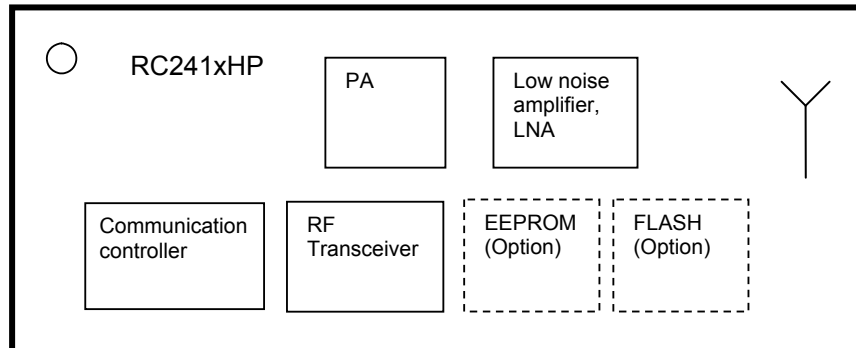 RC241xHP
PA
Low noise
amplifier,
LNA
Communication
controller
RF
Transceiver
EEPROM
(Option)
FLASH
(Option)